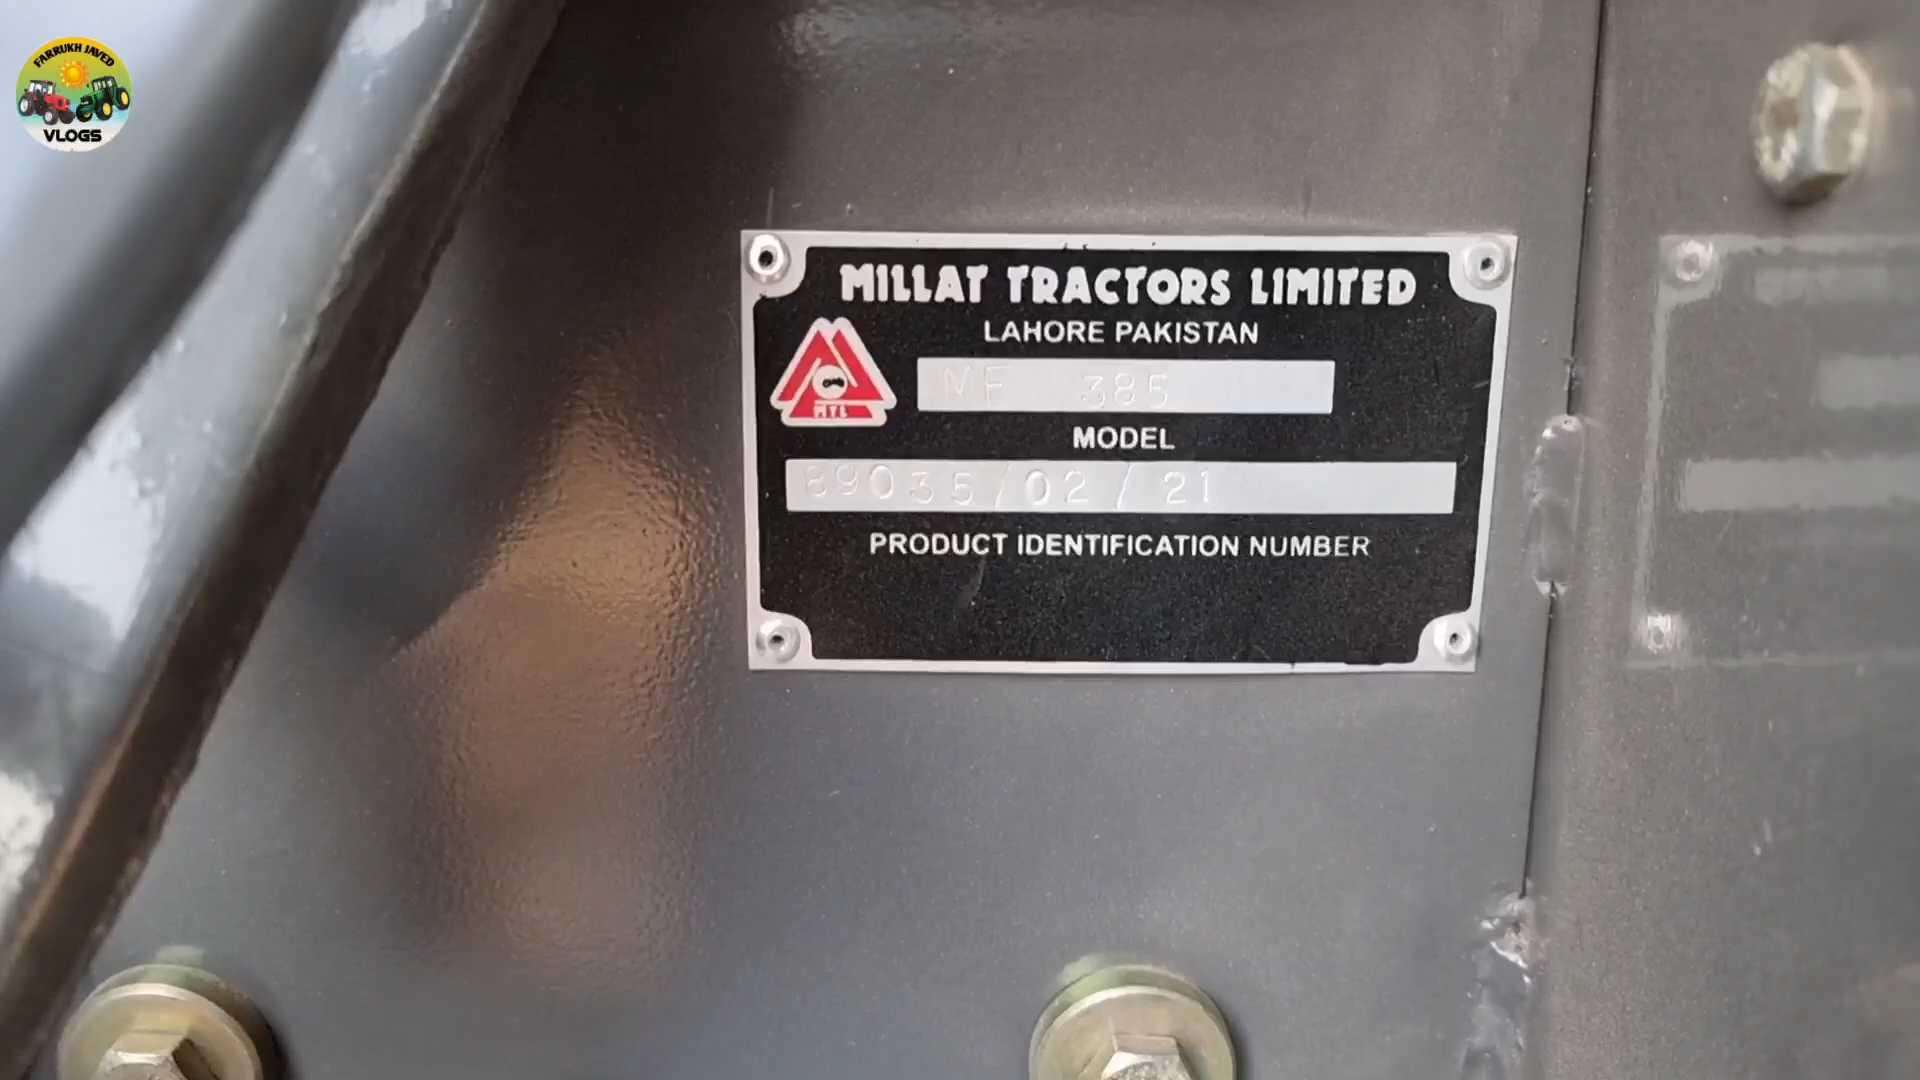 FARRUKH JAVED
VLOGS
MILLAT TRACTORS LIMITED
LAHORE PAKISTAN
MTL
MF 385
MODEL
89035/02/21
PRODUCT IDENTIFICATION NUMBER